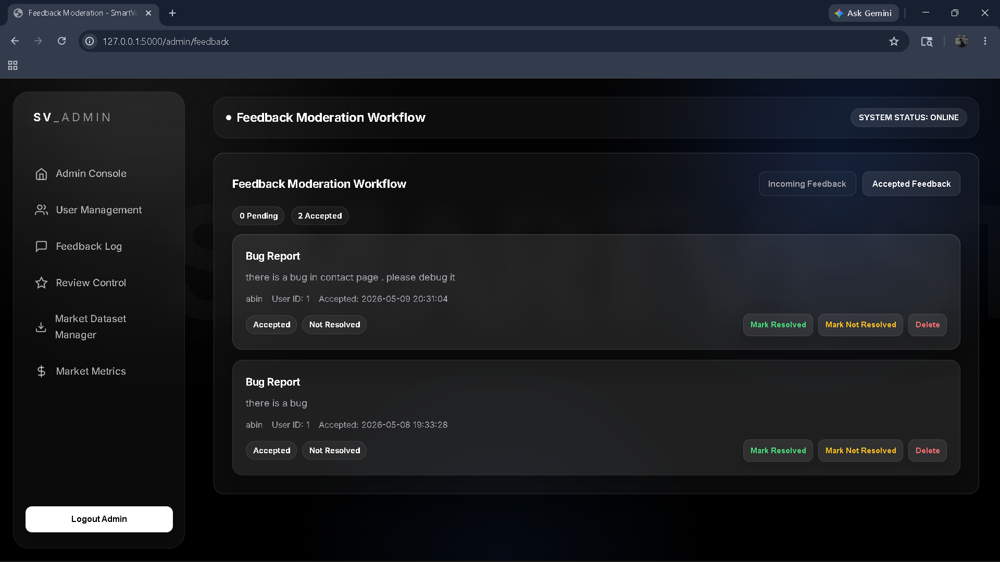 Feedback Moderation - SmartV
Ask Gemini
127.0.0.1:5000/admin/feedback
SV_ADMIN
Admin Console
User Management
Feedback Log
Review Control
Market Dataset
Manager
Market Metrics
Logout Admin
Feedback Moderation Workflow
SYSTEM STATUS: ONLINE
Feedback Moderation Workflow
Incoming Feedback
Accepted Feedback
0 Pending
2 Accepted
Bug Report
there is a bug in contact page . please debug it
abin User ID: 1 Accepted: 2026-05-09 20:31:04
Accepted
Not Resolved
Mark Resolved
Mark Not Resolved
Delete
Bug Report
there is a bug
abin User ID: 1 Accepted: 2026-05-08 19:33:28
Accepted
Not Resolved
Mark Resolved
Mark Not Resolved
Delete